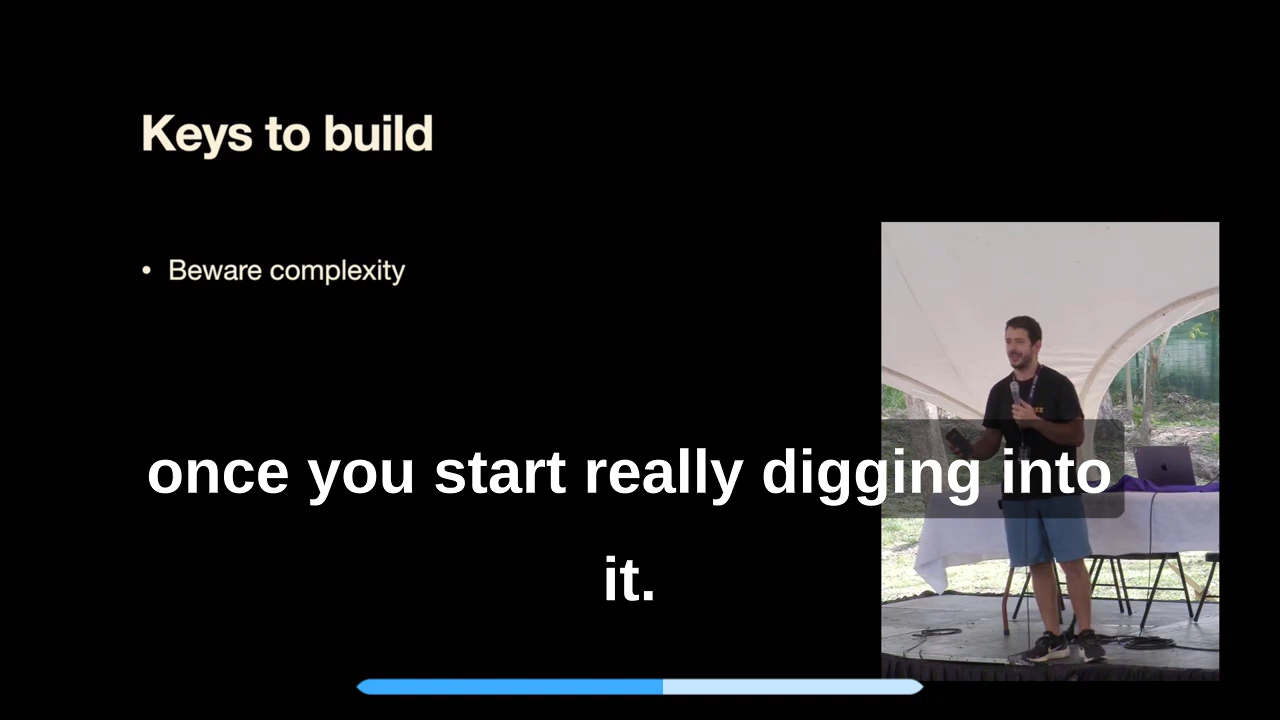 Keys to build
• Beware complexity
once you start really digging into
it.